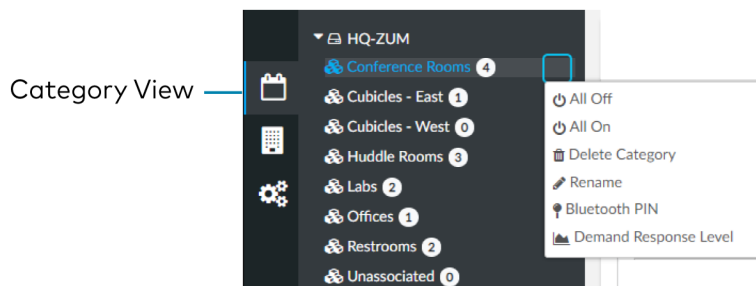 HQ-ZUM
Conference Rooms 4
Category View
Cubicles - East 1
All Off
Cubicles - West 0
All On
Huddle Rooms 3
Delete Category
Labs 2
Rename
Offices 1
Bluetooth PIN
Restrooms 2
Demand Response Level
Unassociated 0